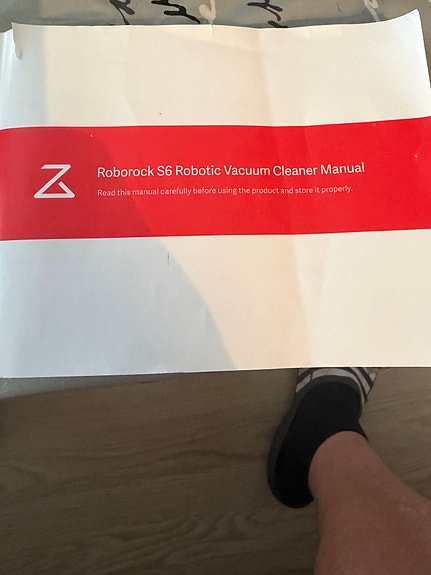 Roborock S6 Robotic Vacuum Cleaner Manual
Read this manual carefully before using the product and store it properly.